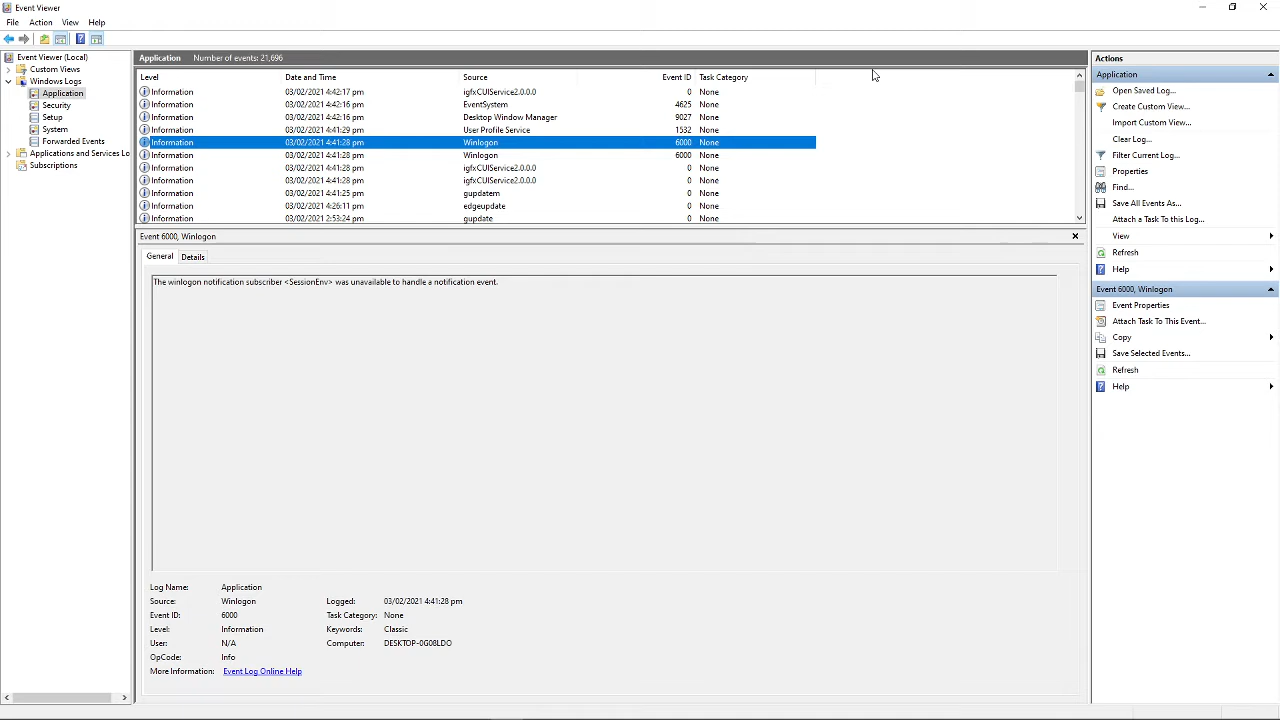 Event Viewer
File Action View Help
Event Viewer (Local)
Custom Views
Windows Logs
Application
Security
Setup
System
Forwarded Events
Applications and Services Lo
Subscriptions
Application Number of events: 21,696
Level Date and Time Source Event ID Task Category
Information 03/02/2021 4:42:17 pm igfxCUIService2.0.0.0 0 None
Information 03/02/2021 4:42:16 pm EventSystem 4625 None
Information 03/02/2021 4:42:16 pm Desktop Window Manager 9027 None
Information 03/02/2021 4:41:29 pm User Profile Service 1532 None
Information 03/02/2021 4:41:28 pm Winlogon 6000 None
Information 03/02/2021 4:41:28 pm Winlogon 6000 None
Information 03/02/2021 4:41:28 pm igfxCUIService2.0.0.0 0 None
Information 03/02/2021 4:41:28 pm igfxCUIService2.0.0.0 0 None
Information 03/02/2021 4:41:25 pm gupdatem 0 None
Information 03/02/2021 4:26:11 pm edgeupdate 0 None
Information 03/02/2021 2:53:24 pm gupdate 0 None
Event 6000, Winlogon
General Details
The winlogon notification subscriber <SessionEnv> was unavailable to handle a notification event.
Log Name: Application
Source: Winlogon Logged: 03/02/2021 4:41:28 pm
Event ID: 6000 Task Category: None
Level: Information Keywords: Classic
User: N/A Computer: DESKTOP-0G08LDO
OpCode: Info
More Information: Event Log Online Help
Actions
Application
Open Saved Log...
Create Custom View...
Import Custom View...
Clear Log...
Filter Current Log...
Properties
Find...
Save All Events As...
Attach a Task To this Log...
View
Refresh
Help
Event 6000, Winlogon
Event Properties
Attach Task To This Event...
Copy
Save Selected Events...
Refresh
Help